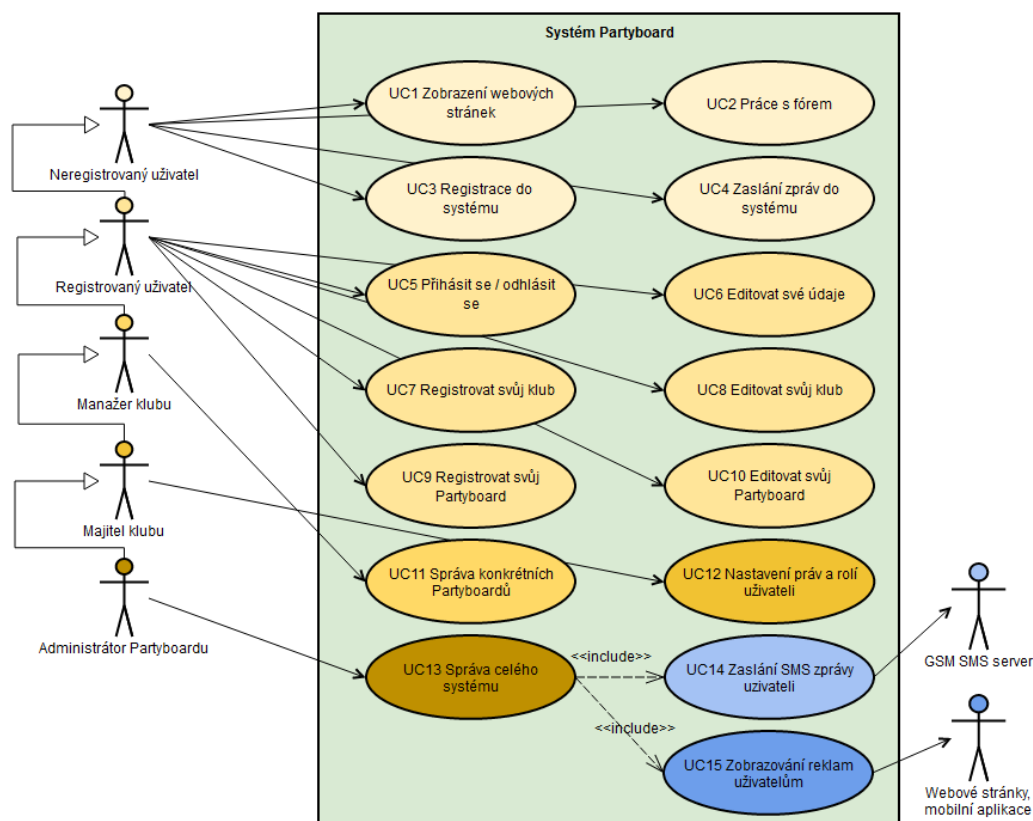 Systém Partyboard
UC1 Zobrazení webových
stránek
UC2 Práce s fórem
Neregistrovaný uživatel
UC3 Registrace do
systému
UC4 Zaslání zpráv do
systému
Registrovaný uživatel
UC5 Přihásit se / odhlásit
se
UC6 Editovat své údaje
Manažer klubu
UC7 Registrovat svůj klub
UC8 Editovat svůj klub
UC9 Registrovat svůj
Partyboard
UC10 Editovat svůj
Partyboard
Majitel klubu
UC11 Správa konkrétních
Partyboardů
UC12 Nastavení práv a rolí
uživateli
Administrátor Partyboardu
UC13 Správa celého
systému
<<include>>
UC14 Zaslání SMS zprávy
uzivateli
GSM SMS server
<<include>>
UC15 Zobrazování reklam
uživatelům
Webové stránky,
mobilní aplikace